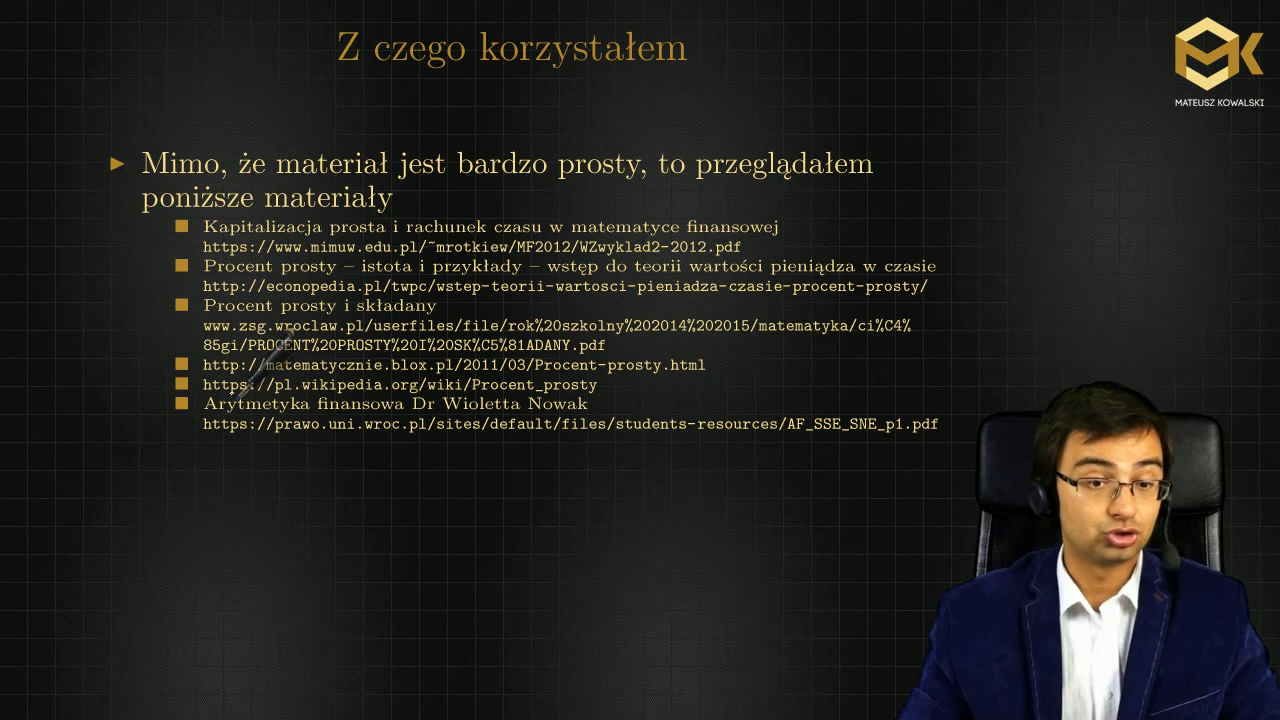 Z czego korzystałem
MATEUSZ KOWALSKI
Mimo, że materiał jest bardzo prosty, to przeglądałem
poniższe materiały
Kapitalizacja prosta i rachunek czasu w matematyce finansowej
https://www.mimuw.edu.pl/~mrotkiew/MF2012/WZwyklad2-2012.pdf
Procent prosty – istota i przykłady – wstęp do teorii wartości pieniądza w czasie
http://econopedia.pl/twpc/wstep-teorii-wartosci-pieniadza-czasie-procent-prosty/
Procent prosty i składany
www.zsg.wroclaw.pl/userfiles/file/rok%20szkolny%202014%202015/matematyka/ci%C4%
85gi/PROCENT%20PROSTY%20I%20SK%C5%81ADANY.pdf
http://matematycznie.blox.pl/2011/03/Procent-prosty.html
https://pl.wikipedia.org/wiki/Procent_prosty
Arytmetyka finansowa Dr Wioletta Nowak
https://prawo.uni.wroc.pl/sites/default/files/students-resources/AF_SSE_SNE_p1.pdf